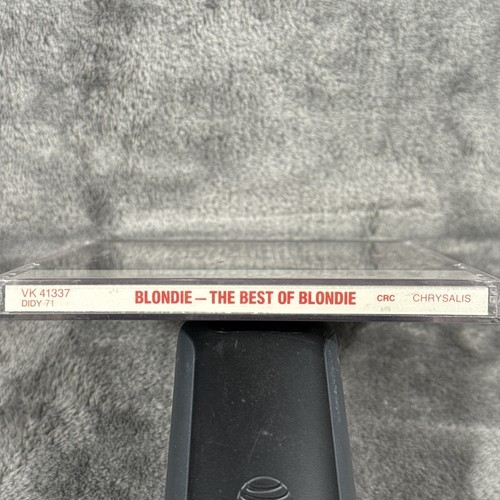 VK 41337
DIDY-71
BLONDIE — THE BEST OF BLONDIE
CRC
CHRYSALIS